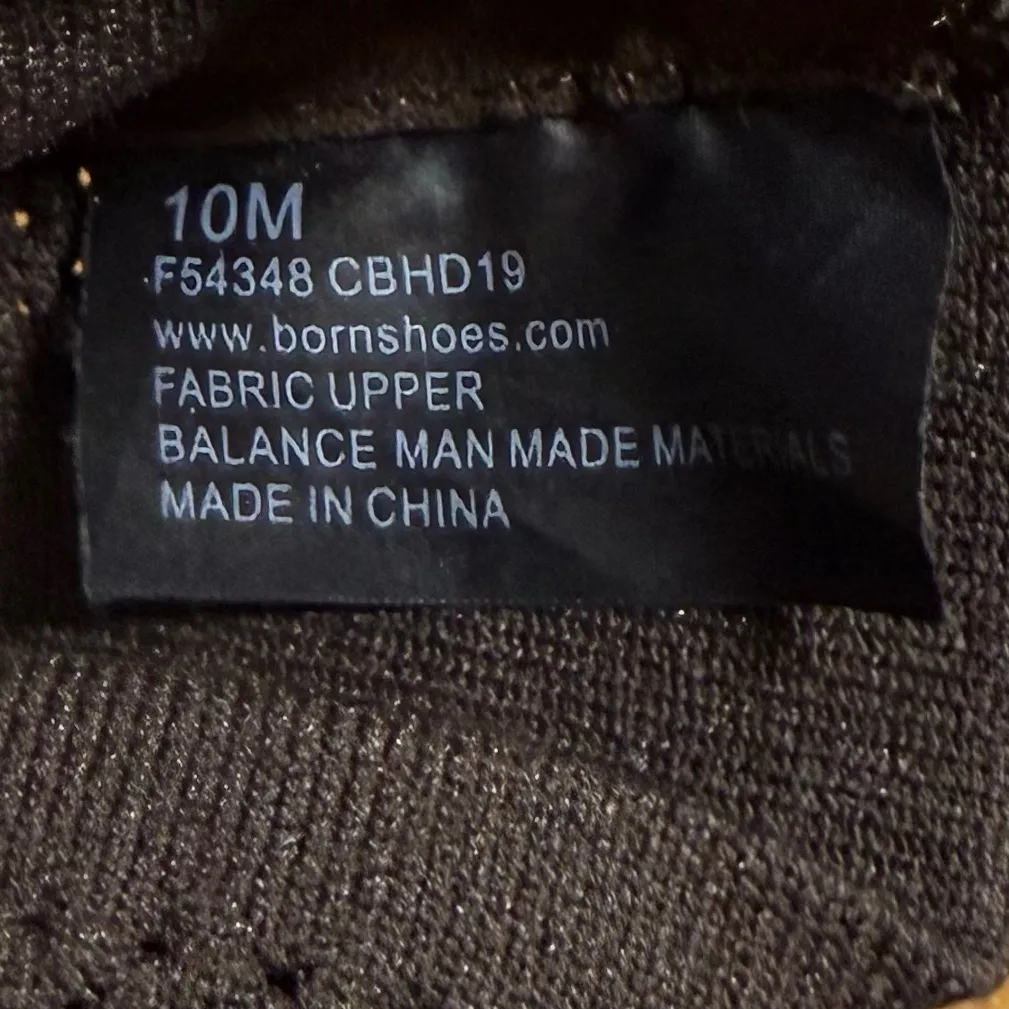 10M
F54348 CBHD19
www.bornshoes.com
FABRIC UPPER
BALANCE MAN MADE MATERIALS
MADE IN CHINA